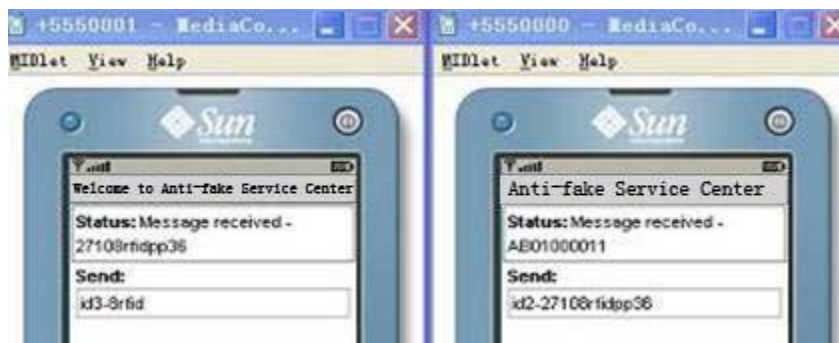 +5550001 - MediaCo...
MIDlet View Help
Sun
Welcome to Anti-fake Service Center
Status: Message received -
27108rfidpp36
Send:
id3-8rfid
+5550000 - MediaCo...
MIDlet View Help
Sun
Anti-fake Service Center
Status: Message received -
AB01000011
Send:
id2-27108rfidpp36